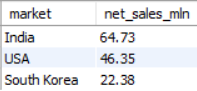 market net_sales_mln
India 64.73
USA 46.35
South Korea 22.38